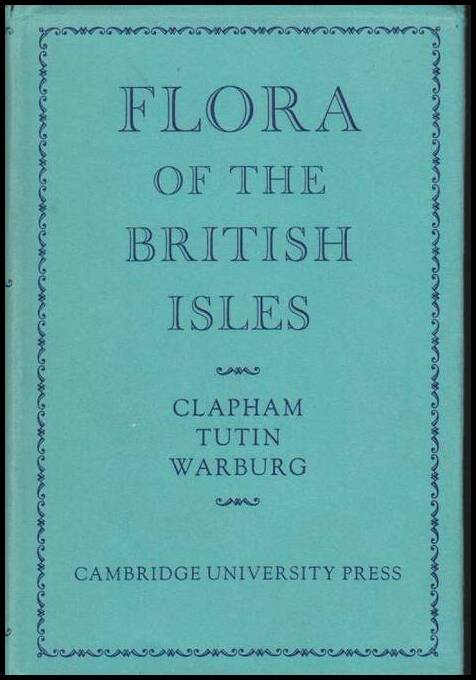 FLORA
OF THE
BRITISH
ISLES
CLAPHAM
TUTIN
WARBURG
CAMBRIDGE UNIVERSITY PRESS